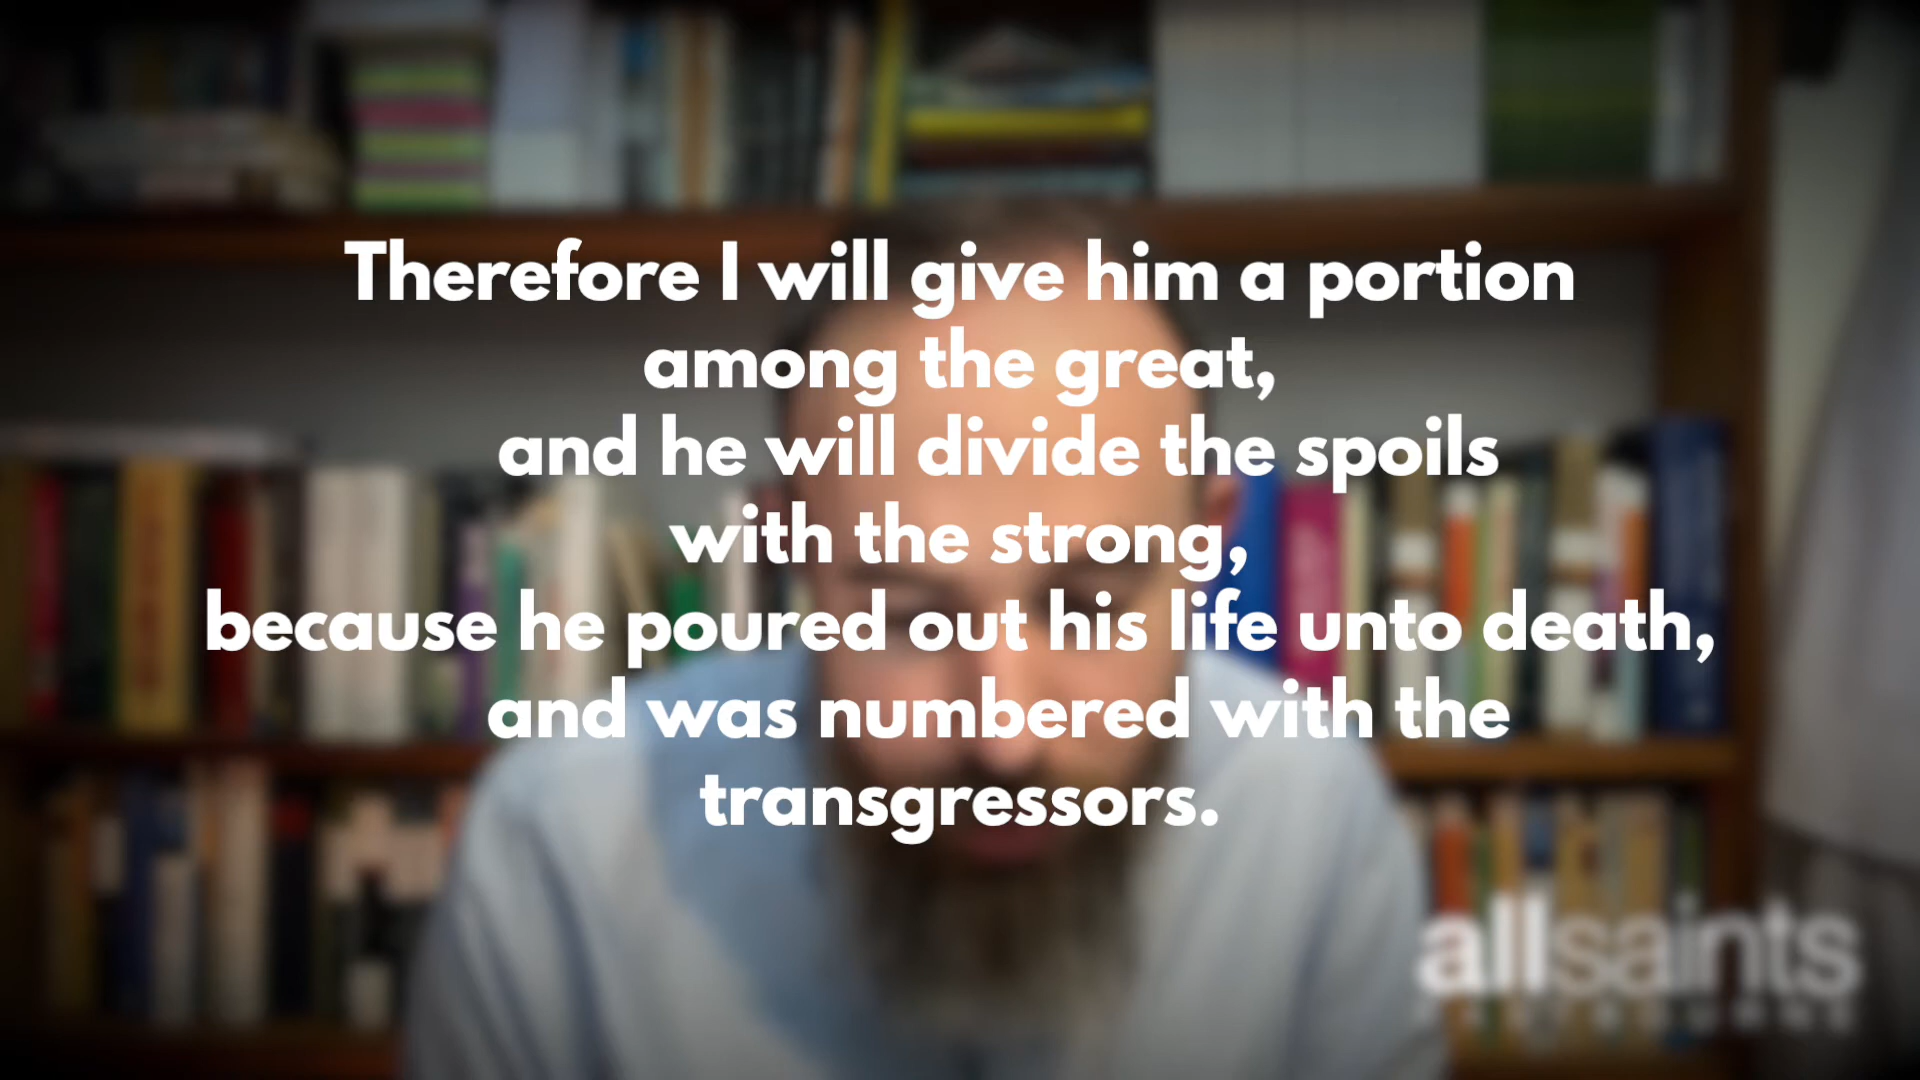 Therefore I will give him a portion
among the great,
and he will divide the spoils
with the strong,
because he poured out his life unto death,
and was numbered with the
transgressors.
allsaints